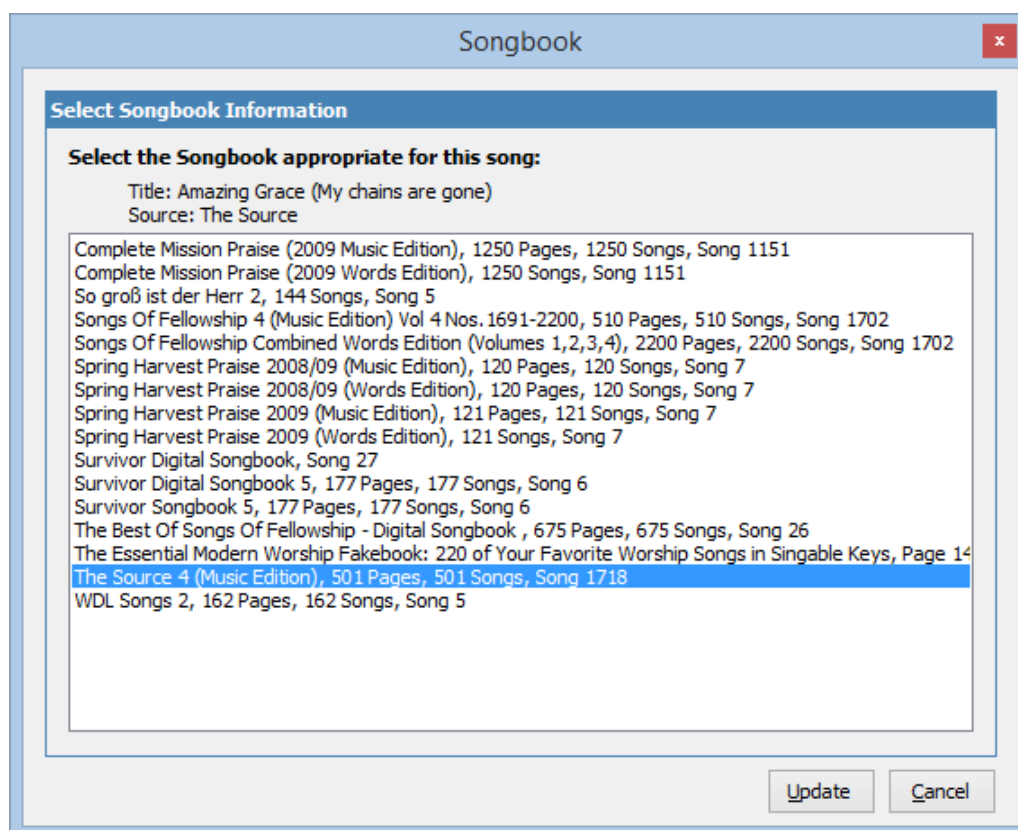 Songbook
x
Select Songbook Information
Select the Songbook appropriate for this song:
Title: Amazing Grace (My chains are gone)
Source: The Source
Complete Mission Praise (2009 Music Edition), 1250 Pages, 1250 Songs, Song 1151
Complete Mission Praise (2009 Words Edition), 1250 Songs, Song 1151
So groß ist der Herr 2, 144 Songs, Song 5
Songs Of Fellowship 4 (Music Edition) Vol 4 Nos.1691-2200, 510 Pages, 510 Songs, Song 1702
Songs Of Fellowship Combined Words Edition (Volumes 1,2,3,4), 2200 Pages, 2200 Songs, Song 1702
Spring Harvest Praise 2008/09 (Music Edition), 120 Pages, 120 Songs, Song 7
Spring Harvest Praise 2008/09 (Words Edition), 120 Pages, 120 Songs, Song 7
Spring Harvest Praise 2009 (Music Edition), 121 Pages, 121 Songs, Song 7
Spring Harvest Praise 2009 (Words Edition), 121 Songs, Song 7
Survivor Digital Songbook, Song 27
Survivor Digital Songbook 5, 177 Pages, 177 Songs, Song 6
Survivor Songbook 5, 177 Pages, 177 Songs, Song 6
The Best Of Songs Of Fellowship - Digital Songbook , 675 Pages, 675 Songs, Song 26
The Essential Modern Worship Fakebook: 220 of Your Favorite Worship Songs in Singable Keys, Page 14
The Source 4 (Music Edition), 501 Pages, 501 Songs, Song 1718
WDL Songs 2, 162 Pages, 162 Songs, Song 5
Update Cancel